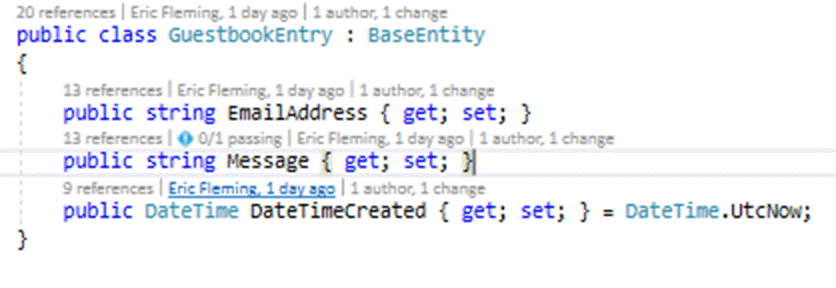 20 references | Eric Fleming, 1 day ago | 1 author, 1 change
public class GuestbookEntry : BaseEntity
{
13 references | Eric Fleming, 1 day ago | 1 author, 1 change
public string EmailAddress { get; set; }
13 references | 0/1 passing | Eric Fleming, 1 day ago | 1 author, 1 change
public string Message { get; set; }
9 references | Eric Fleming, 1 day ago | 1 author, 1 change
public DateTime DateTimeCreated { get; set; } = DateTime.UtcNow;
}